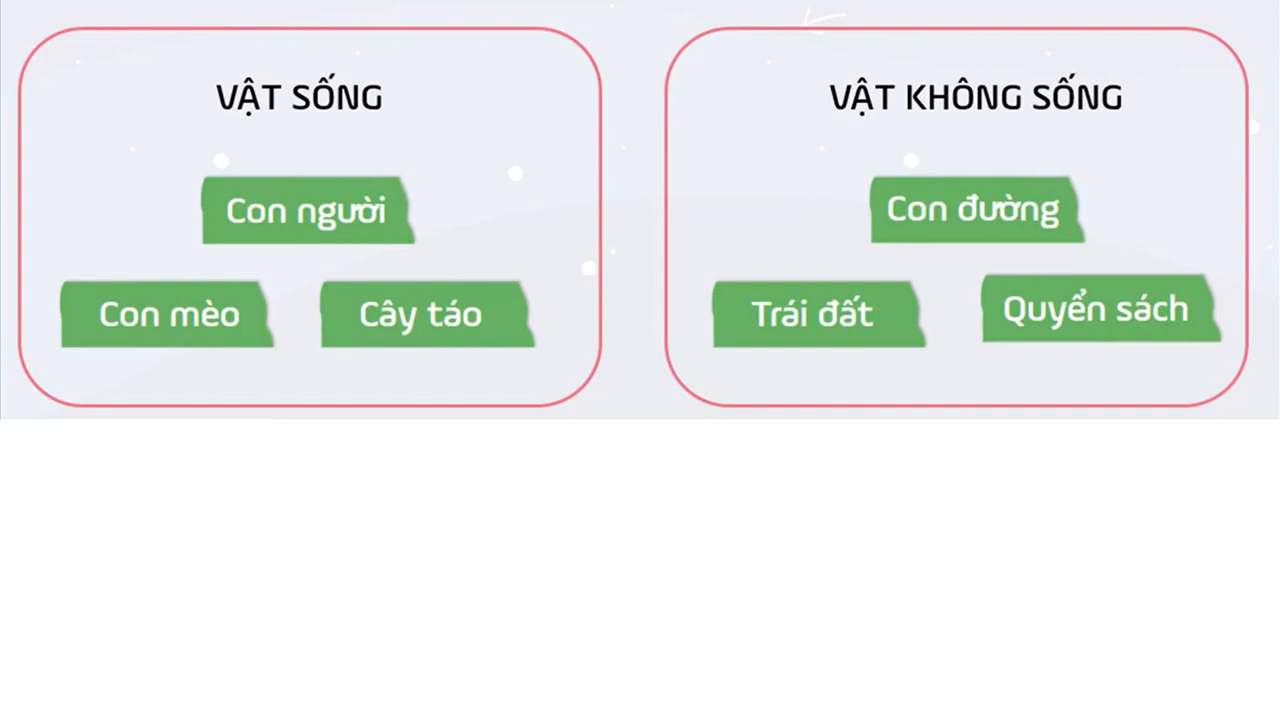 VẬT SỐNG
Con người
Con mèo
Cây táo
VẬT KHÔNG SỐNG
Con đường
Trái đất
Quyển sách